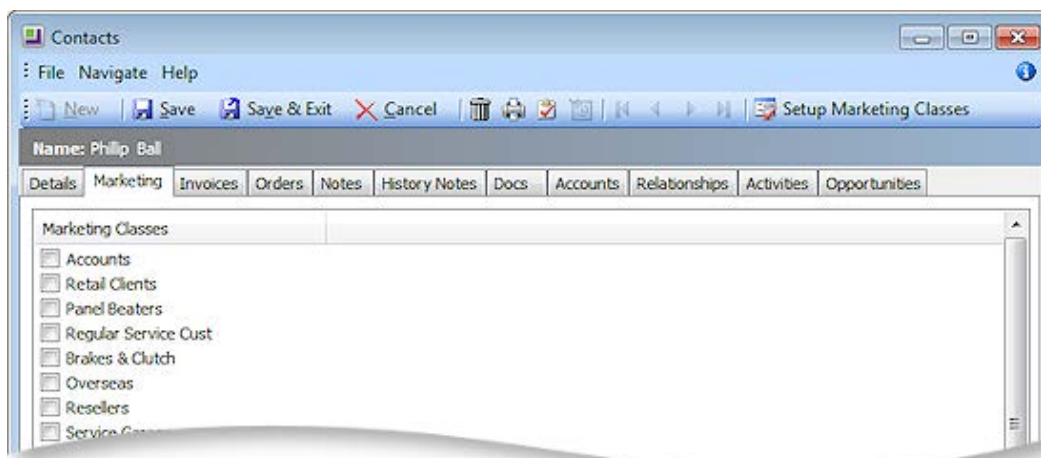 Contacts
File Navigate Help
New Save Save & Exit Cancel Setup Marketing Classes
Name: Philip Ball
Details Marketing Invoices Orders Notes History Notes Docs Accounts Relationships Activities Opportunities
Marketing Classes
Accounts
Retail Clients
Panel Beaters
Regular Service Cust
Brakes & Clutch
Overseas
Resellers
Service